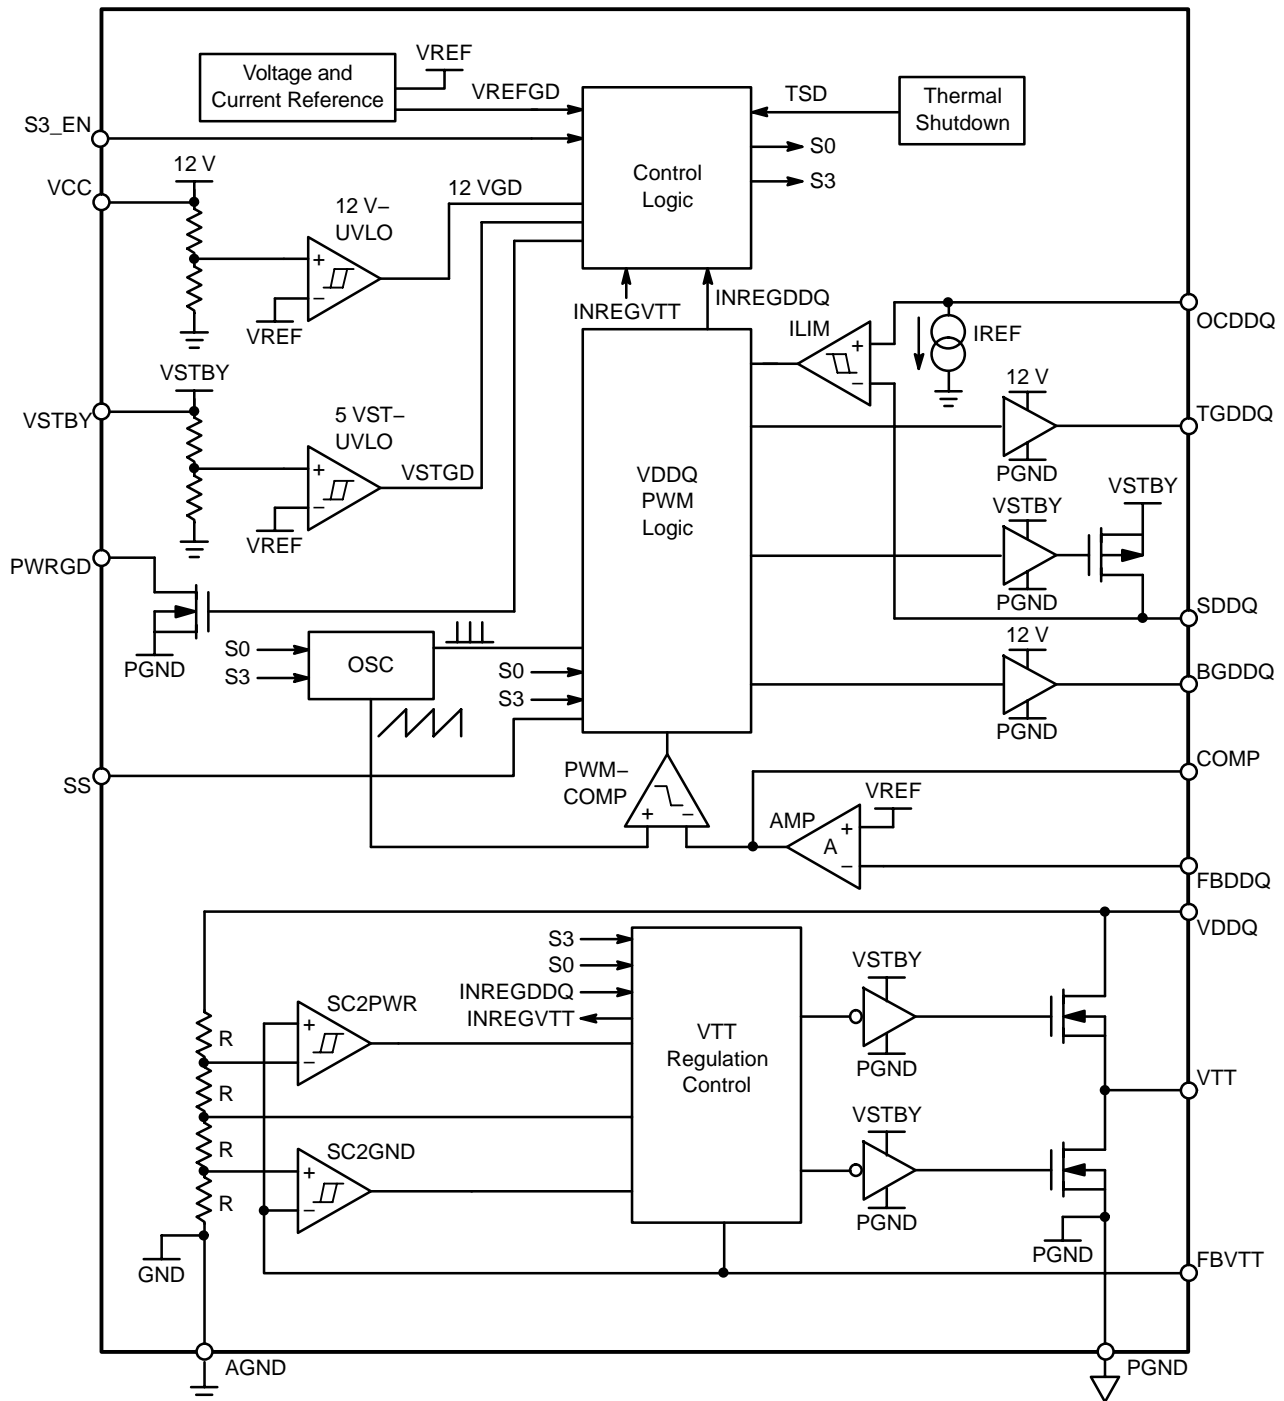 Voltage and
Current Reference
VREF
VREFGD
TSD
Thermal
Shutdown
S3_EN
S0
S3
Control
Logic
12 V
VCC
12 VGD
12 V–
UVLO
+
–
VREF
INREGVTT
INREGDDQ
ILIM
+
–
IREF
OCDDQ
VSTBY
VSTBY
5 VST–
UVLO
VSTGD
+
–
VREF
VDDQ
PWM
Logic
12 V
TGDDQ
PGND
VSTBY
VSTBY
PGND
SDDQ
PWRGD
PGND
S0
S3
OSC
S0
S3
12 V
BGDDQ
PGND
SS
PWM–
COMP
+
–
COMP
VREF
AMP
+
A
–
FBDDQ
VDDQ
S3
S0
INREGDDQ
INREGVTT
VSTBY
SC2PWR
+
–
R
R
R
R
VTT
Regulation
Control
PGND
VTT
VSTBY
SC2GND
+
–
PGND
PGND
GND
FBVTT
AGND
PGND